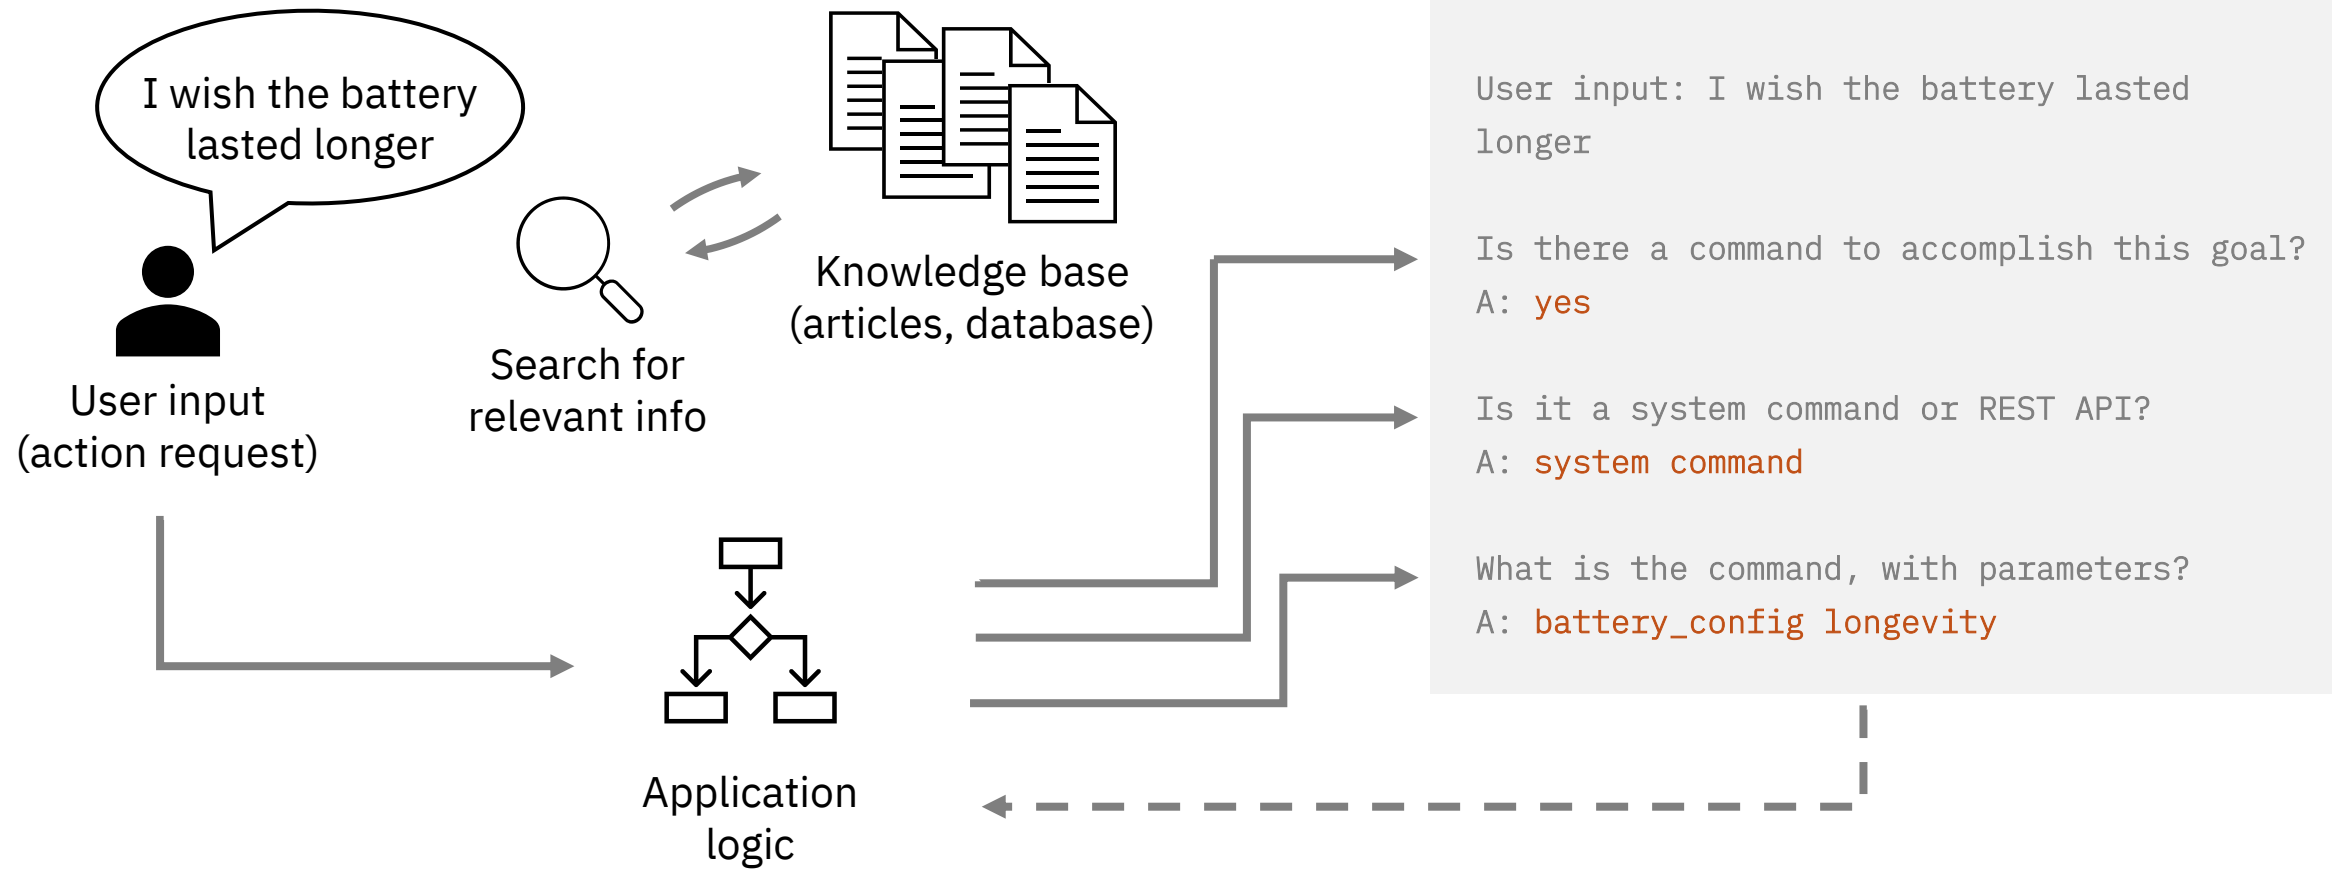 I wish the battery
lasted longer
User input
(action request)
Search for
relevant info
Knowledge base
(articles, database)
Application
logic
User input: I wish the battery lasted
longer
Is there a command to accomplish this goal?
A: yes
Is it a system command or REST API?
A: system command
What is the command, with parameters?
A: battery_config longevity